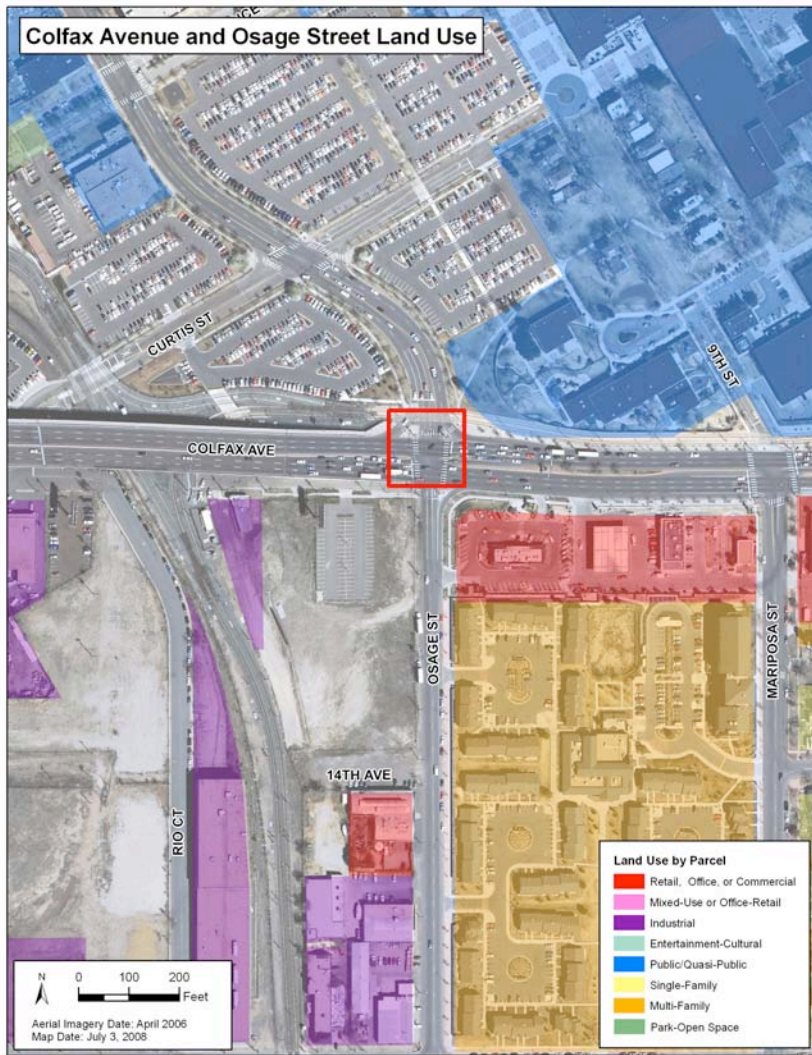 Colfax Avenue and Osage Street Land Use
CURTIS ST
9TH ST
COLFAX AVE
OSAGE ST
MARIPOSA ST
14TH AVE
RIO CT
Land Use by Parcel
Retail, Office, or Commercial
Mixed-Use or Office-Retail
Industrial
Entertainment-Cultural
Public/Quasi-Public
Single-Family
Multi-Family
Park-Open Space
N
0 100 200
Feet
Aerial Imagery Date: April 2006
Map Date: July 3, 2008